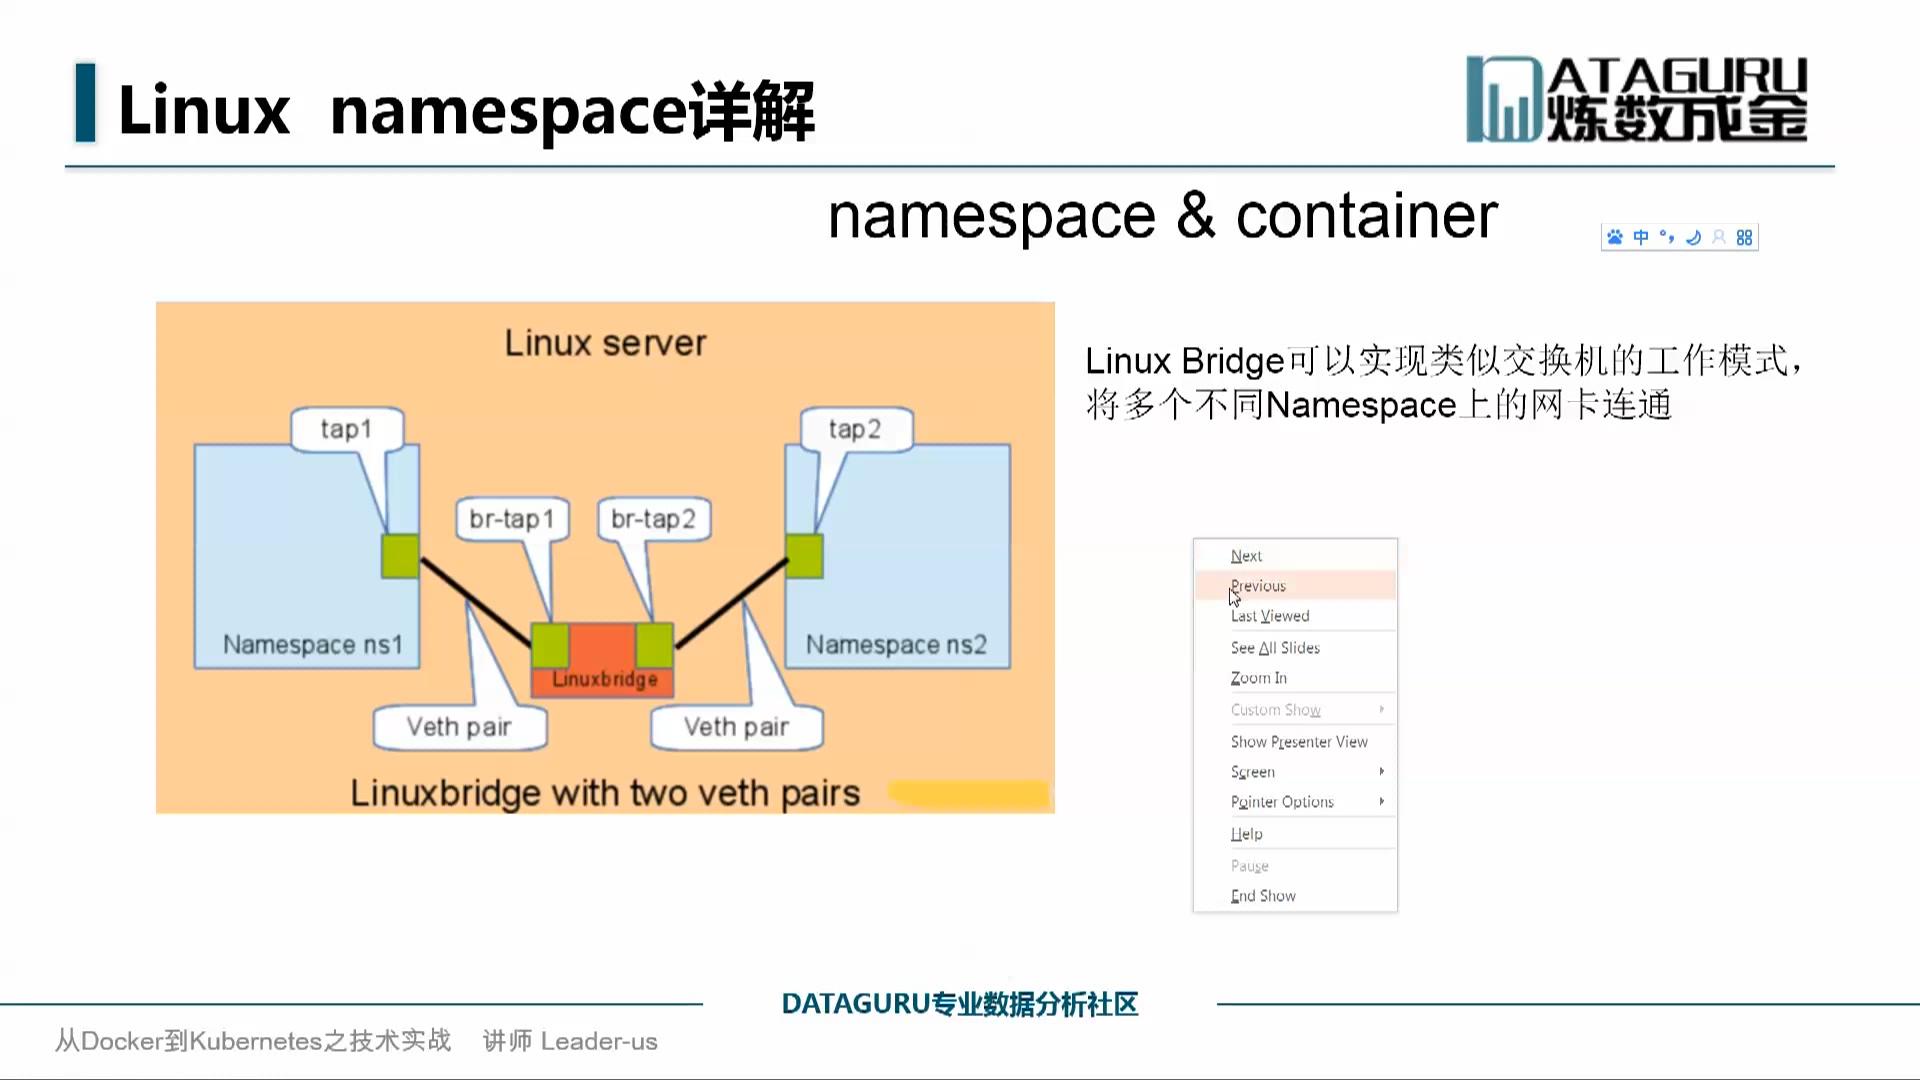 Linux namespace详解
DATAGURU
炼数成金
namespace & container
中
Linux server
Linux Bridge可以实现类似交换机的工作模式，
将多个不同Namespace上的网卡连通
tap1
tap2
br-tap1
br-tap2
Namespace ns1
Namespace ns2
Linuxbridge
Veth pair
Veth pair
Linuxbridge with two veth pairs
Next
Previous
Last Viewed
See All Slides
Zoom In
Custom Show
Show Presenter View
Screen
Pointer Options
Help
Pause
End Show
DATAGURU专业数据分析社区
从Docker到Kubernetes之技术实战 讲师 Leader-us